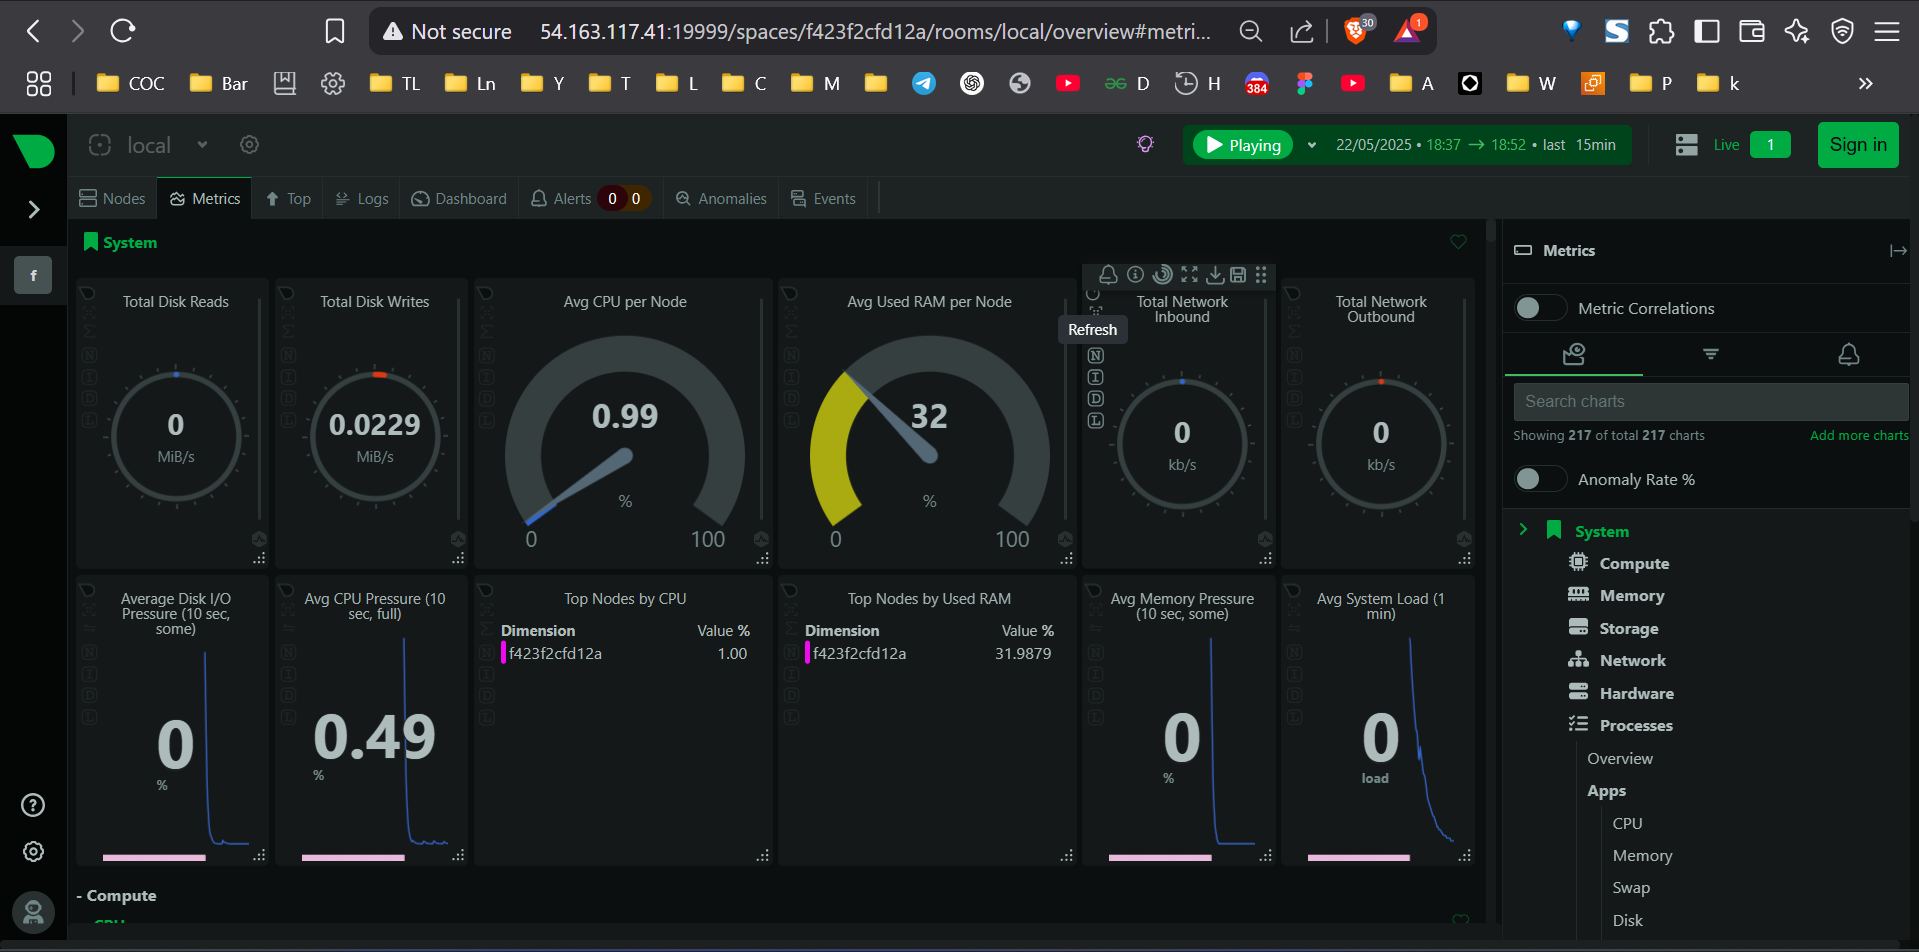 Not secure 54.163.117.41:19999/spaces/f423f2cfd12a/rooms/local/overview#metri...
30
1
COC Bar TL Ln Y T L C M D H 384 A W P k
local
Playing 22/05/2025 • 18:37 → 18:52 • last 15min
Live 1 Sign in
Nodes Metrics Top Logs Dashboard Alerts 0 0 Anomalies Events
f
System
Total Disk Reads
0
MiB/s
Total Disk Writes
0.0229
MiB/s
Avg CPU per Node
0.99
%
0 100
Avg Used RAM per Node
32
%
0 100
Refresh
Total Network
Inbound
N
I
D
L
0
kb/s
Total Network
Outbound
0
kb/s
Average Disk I/O
Pressure (10 sec,
some)
0
%
Avg CPU Pressure (10
sec, full)
0.49
%
Top Nodes by CPU
Dimension Value %
f423f2cfd12a 1.00
Top Nodes by Used RAM
Dimension Value %
f423f2cfd12a 31.9879
Avg Memory Pressure
(10 sec, some)
0
%
Avg System Load (1
min)
0
load
- Compute
CPU
Metrics
Metric Correlations
Search charts
Showing 217 of total 217 charts Add more charts
Anomaly Rate %
System
Compute
Memory
Storage
Network
Hardware
Processes
Overview
Apps
CPU
Memory
Swap
Disk